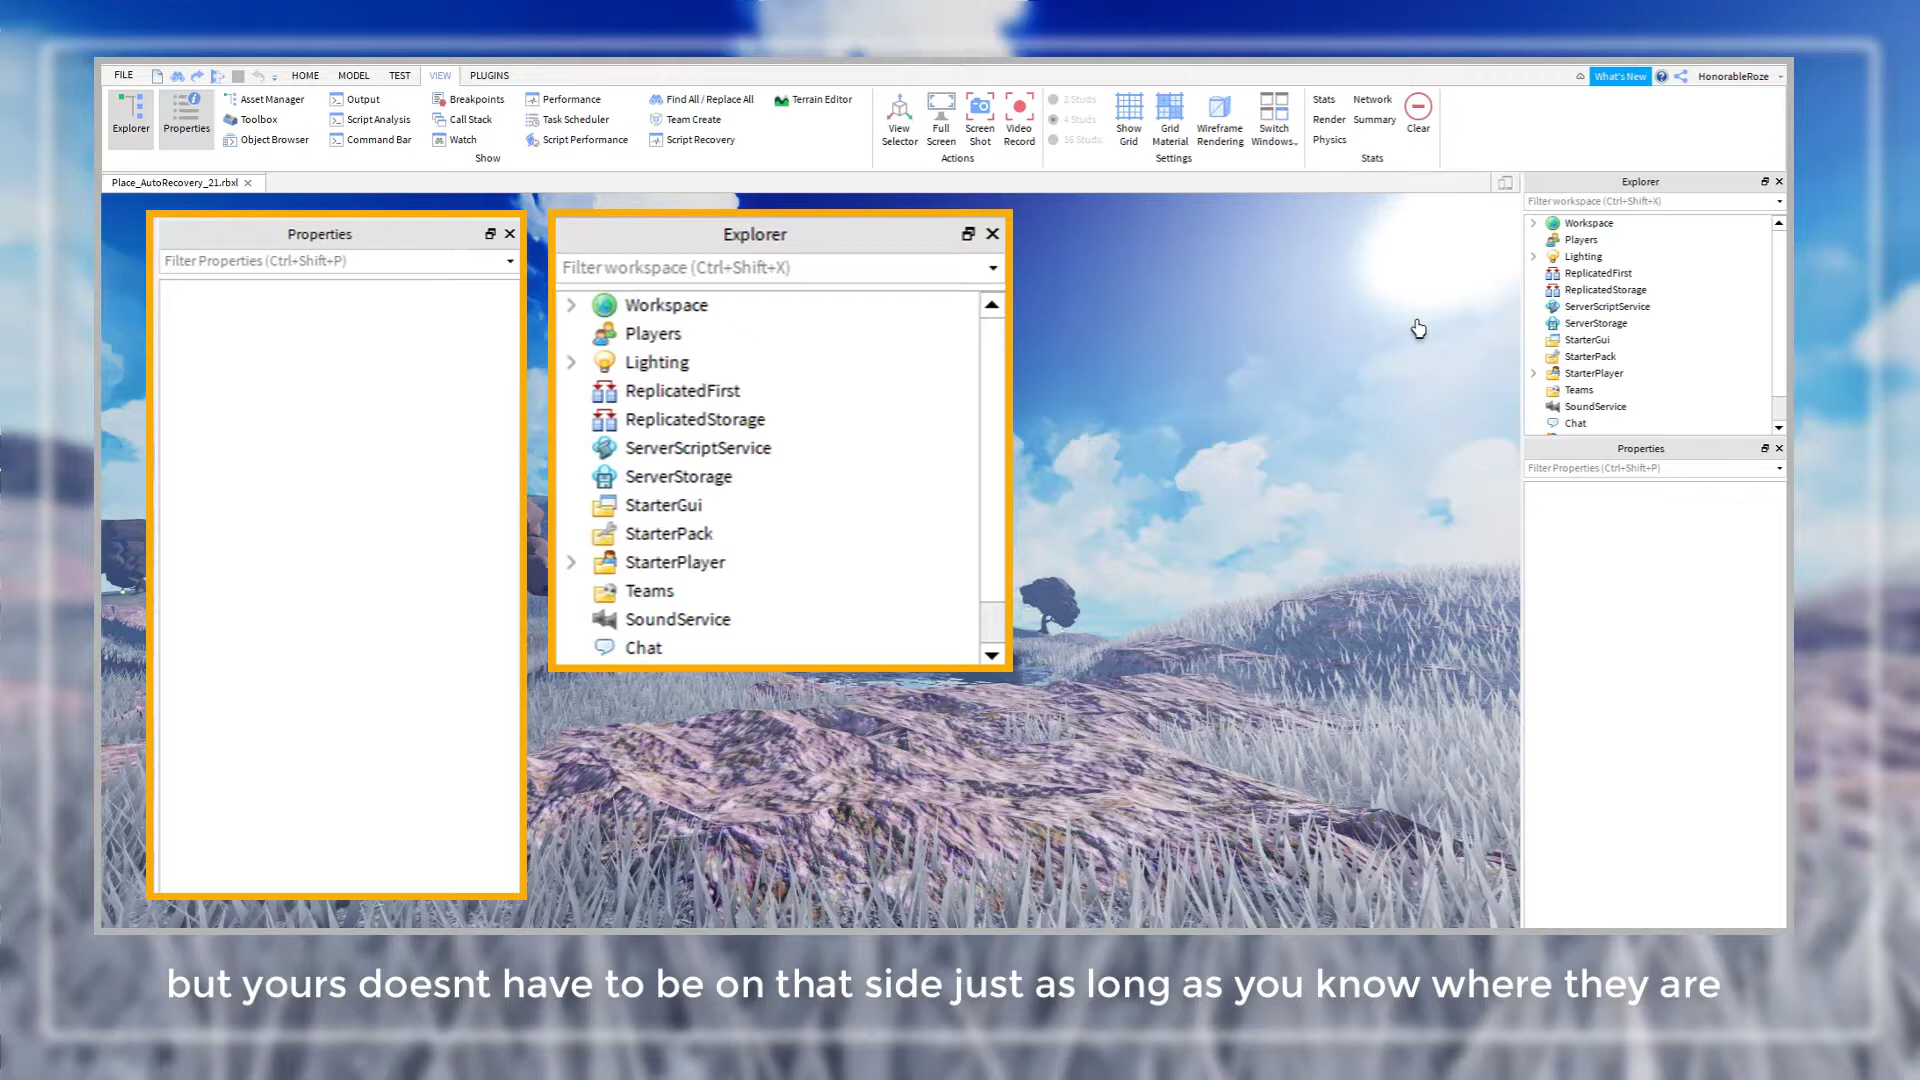 FILE HOME MODEL TEST VIEW PLUGINS What's New HonorableRoze
Explorer
Properties
Asset Manager
Toolbox
Object Browser
Output
Script Analysis
Command Bar
Breakpoints
Call Stack
Watch
Performance
Task Scheduler
Script Performance
Find All / Replace All
Team Create
Script Recovery
Terrain Editor
Show
View
Selector
Full
Screen
Screen
Shot
Video
Record
Actions
2 Studs
4 Studs
16 Studs
Show
Grid
Grid
Material
Wireframe
Rendering
Switch
Windows
Settings
Stats
Render
Physics
Network
Summary
Clear
Stats
Place_AutoRecovery_21.rbxl
Properties
Filter Properties (Ctrl+Shift+P)
Explorer
Filter workspace (Ctrl+Shift+X)
Workspace
Players
Lighting
ReplicatedFirst
ReplicatedStorage
ServerScriptService
ServerStorage
StarterGui
StarterPack
StarterPlayer
Teams
SoundService
Chat
Explorer
Filter workspace (Ctrl+Shift+X)
Workspace
Players
Lighting
ReplicatedFirst
ReplicatedStorage
ServerScriptService
ServerStorage
StarterGui
StarterPack
StarterPlayer
Teams
SoundService
Chat
Properties
Filter Properties (Ctrl+Shift+P)
but yours doesnt have to be on that side just as long as you know where they are